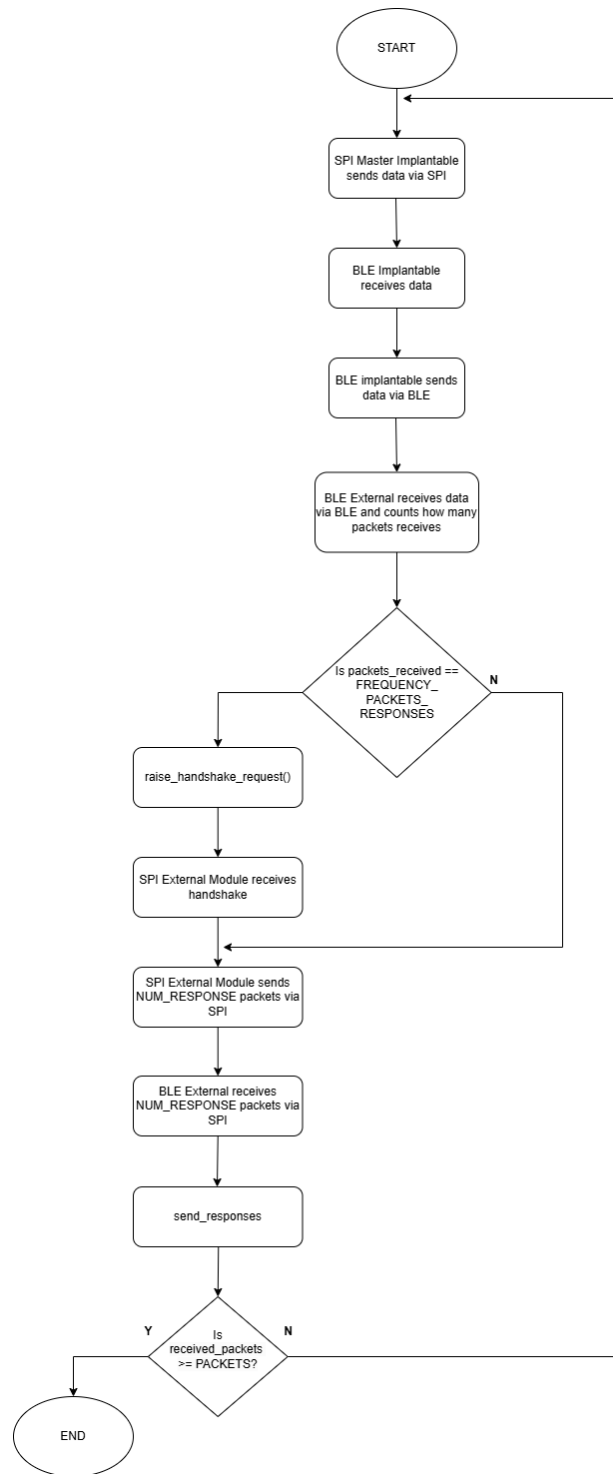 START
SPI Master Implantable
sends data via SPI
BLE Implantable
receives data
BLE implantable sends
data via BLE
BLE External receives data
via BLE and counts how many
packets receives
Is packets_received ==
FREQUENCY_
PACKETS_
RESPONSES
N
raise_handshake_request()
SPI External Module receives
handshake
SPI External Module sends
NUM_RESPONSE packets via
SPI
BLE External receives
NUM_RESPONSE packets via
SPI
send_responses
Y
Is
received_packets
>= PACKETS?
N
END